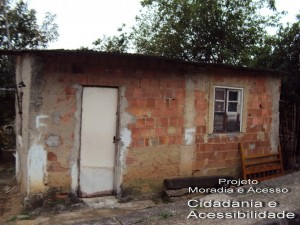 Projeto
Moradia e Acesso
Cidadania e
Acessibilidade